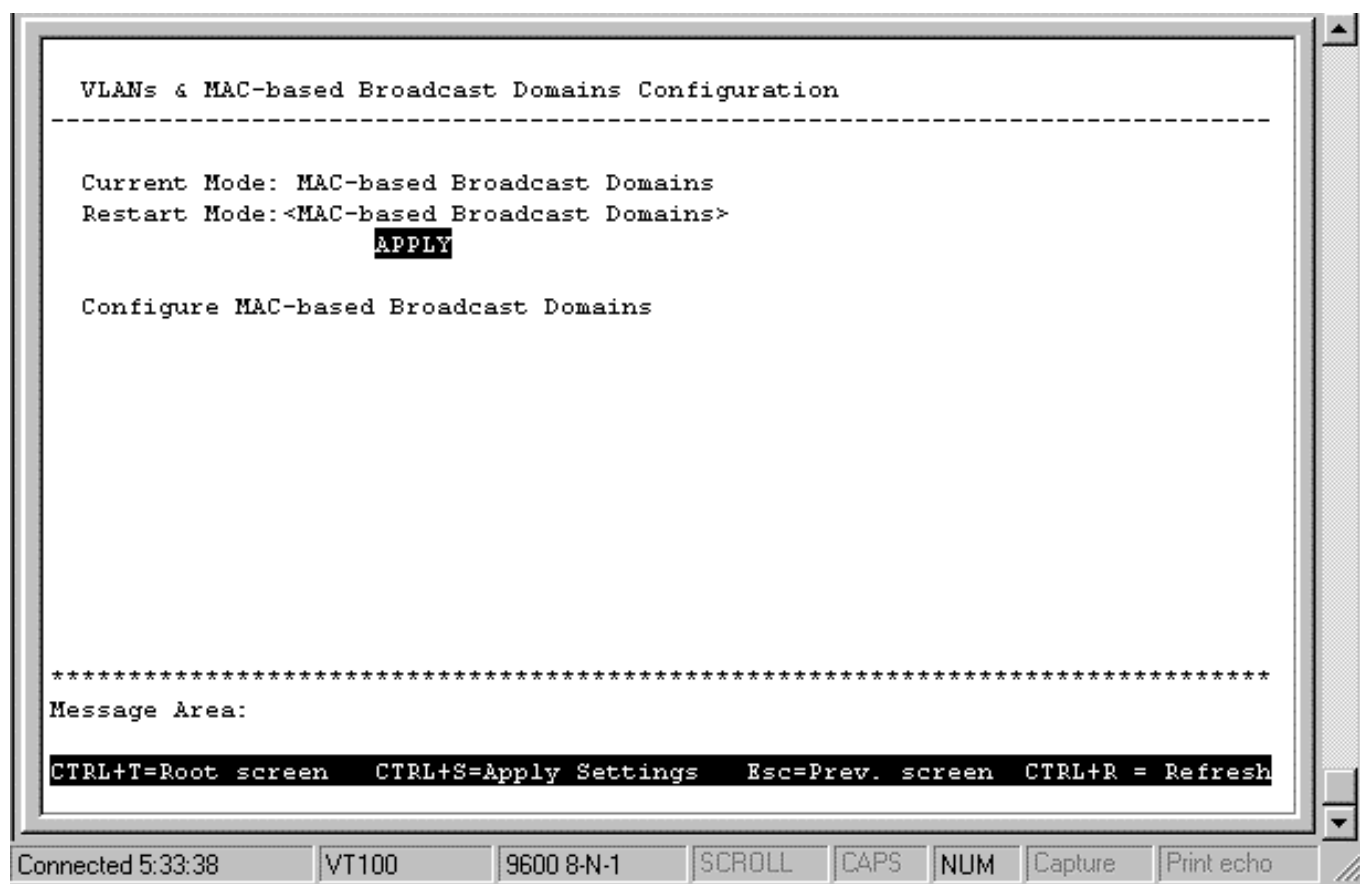 VLANs & MAC-based Broadcast Domains Configuration
-------------------------------------------------------------------------------
Current Mode: MAC-based Broadcast Domains
Restart Mode:<MAC-based Broadcast Domains>
APPLY
Configure MAC-based Broadcast Domains
*******************************************************************************
Message Area:
CTRL+T=Root screen   CTRL+S=Apply Settings   Esc=Prev. screen  CTRL+R = Refresh
Connected 5:33:38 VT100 9600 8-N-1 SCROLL CAPS NUM Capture Print echo